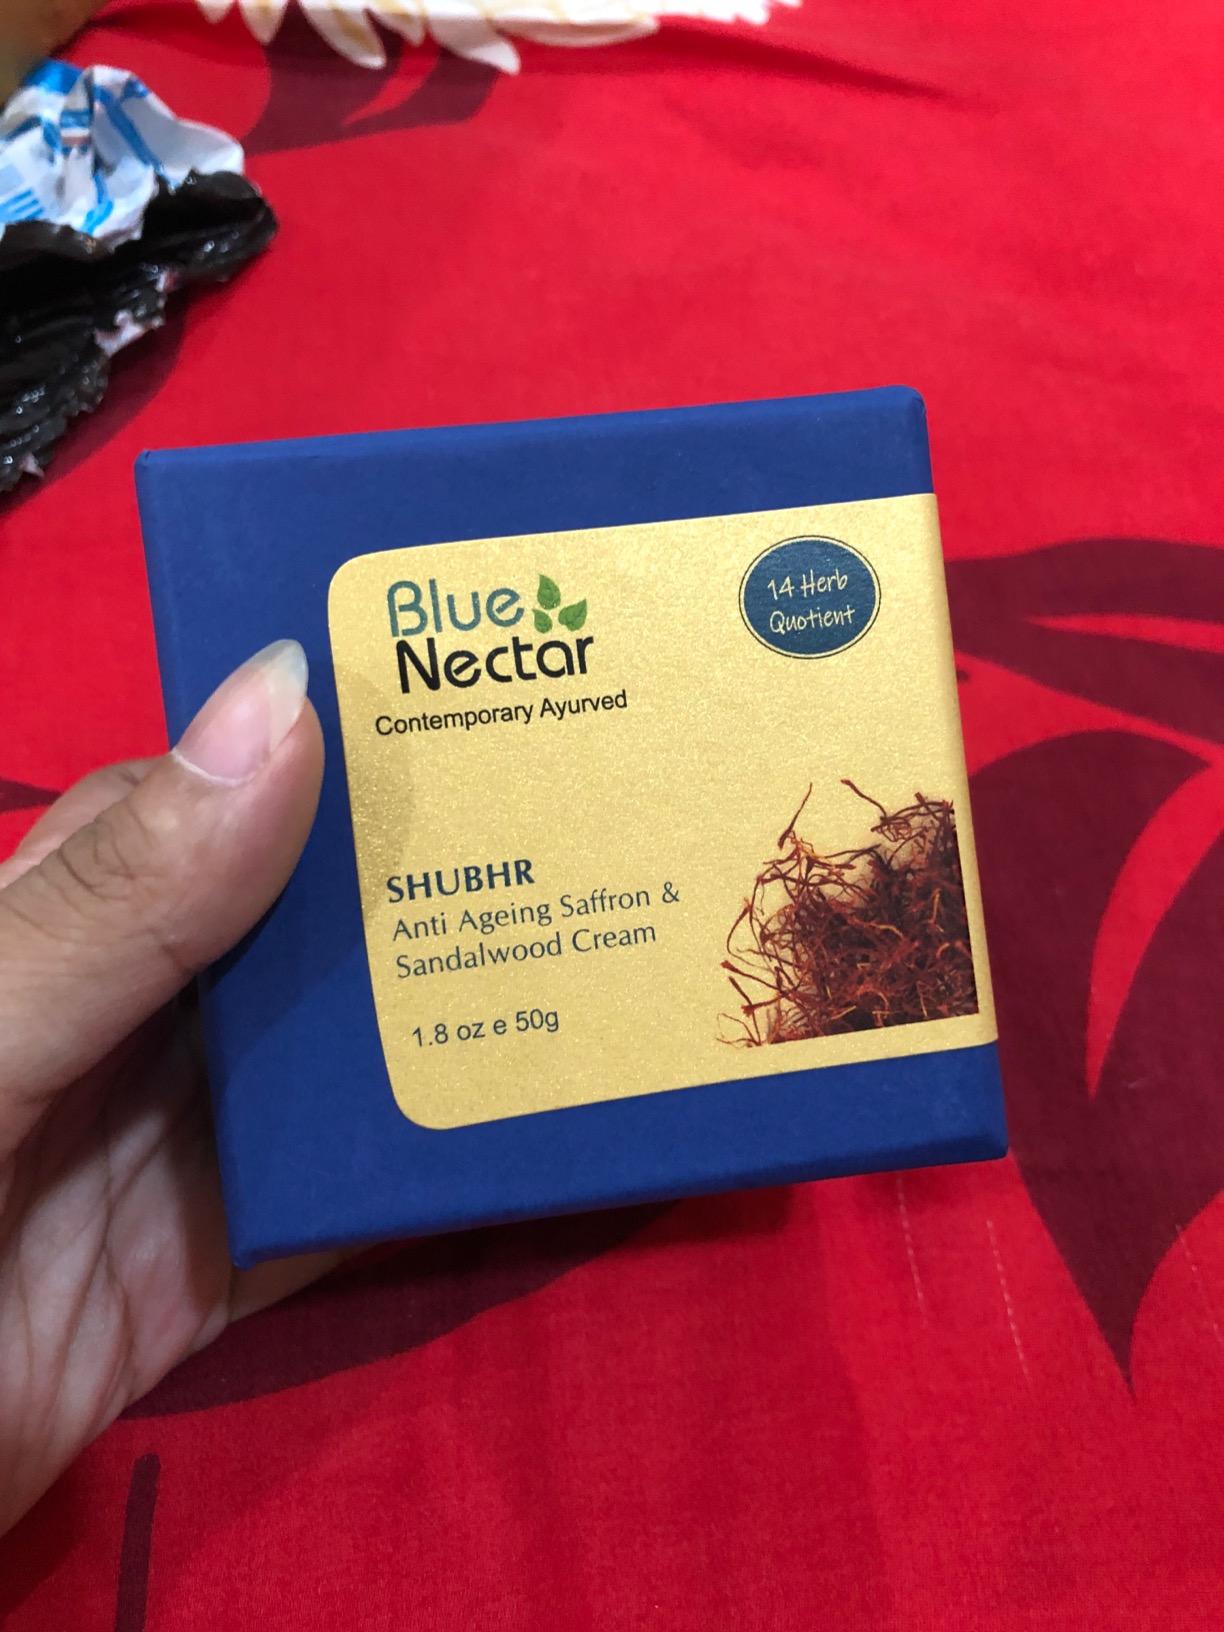 Blue
Nectar
Contemporary Ayurved
14 Herb
Quotient
SHUBHR
Anti Ageing Saffron &
Sandalwood Cream
1.8 oz e 50g